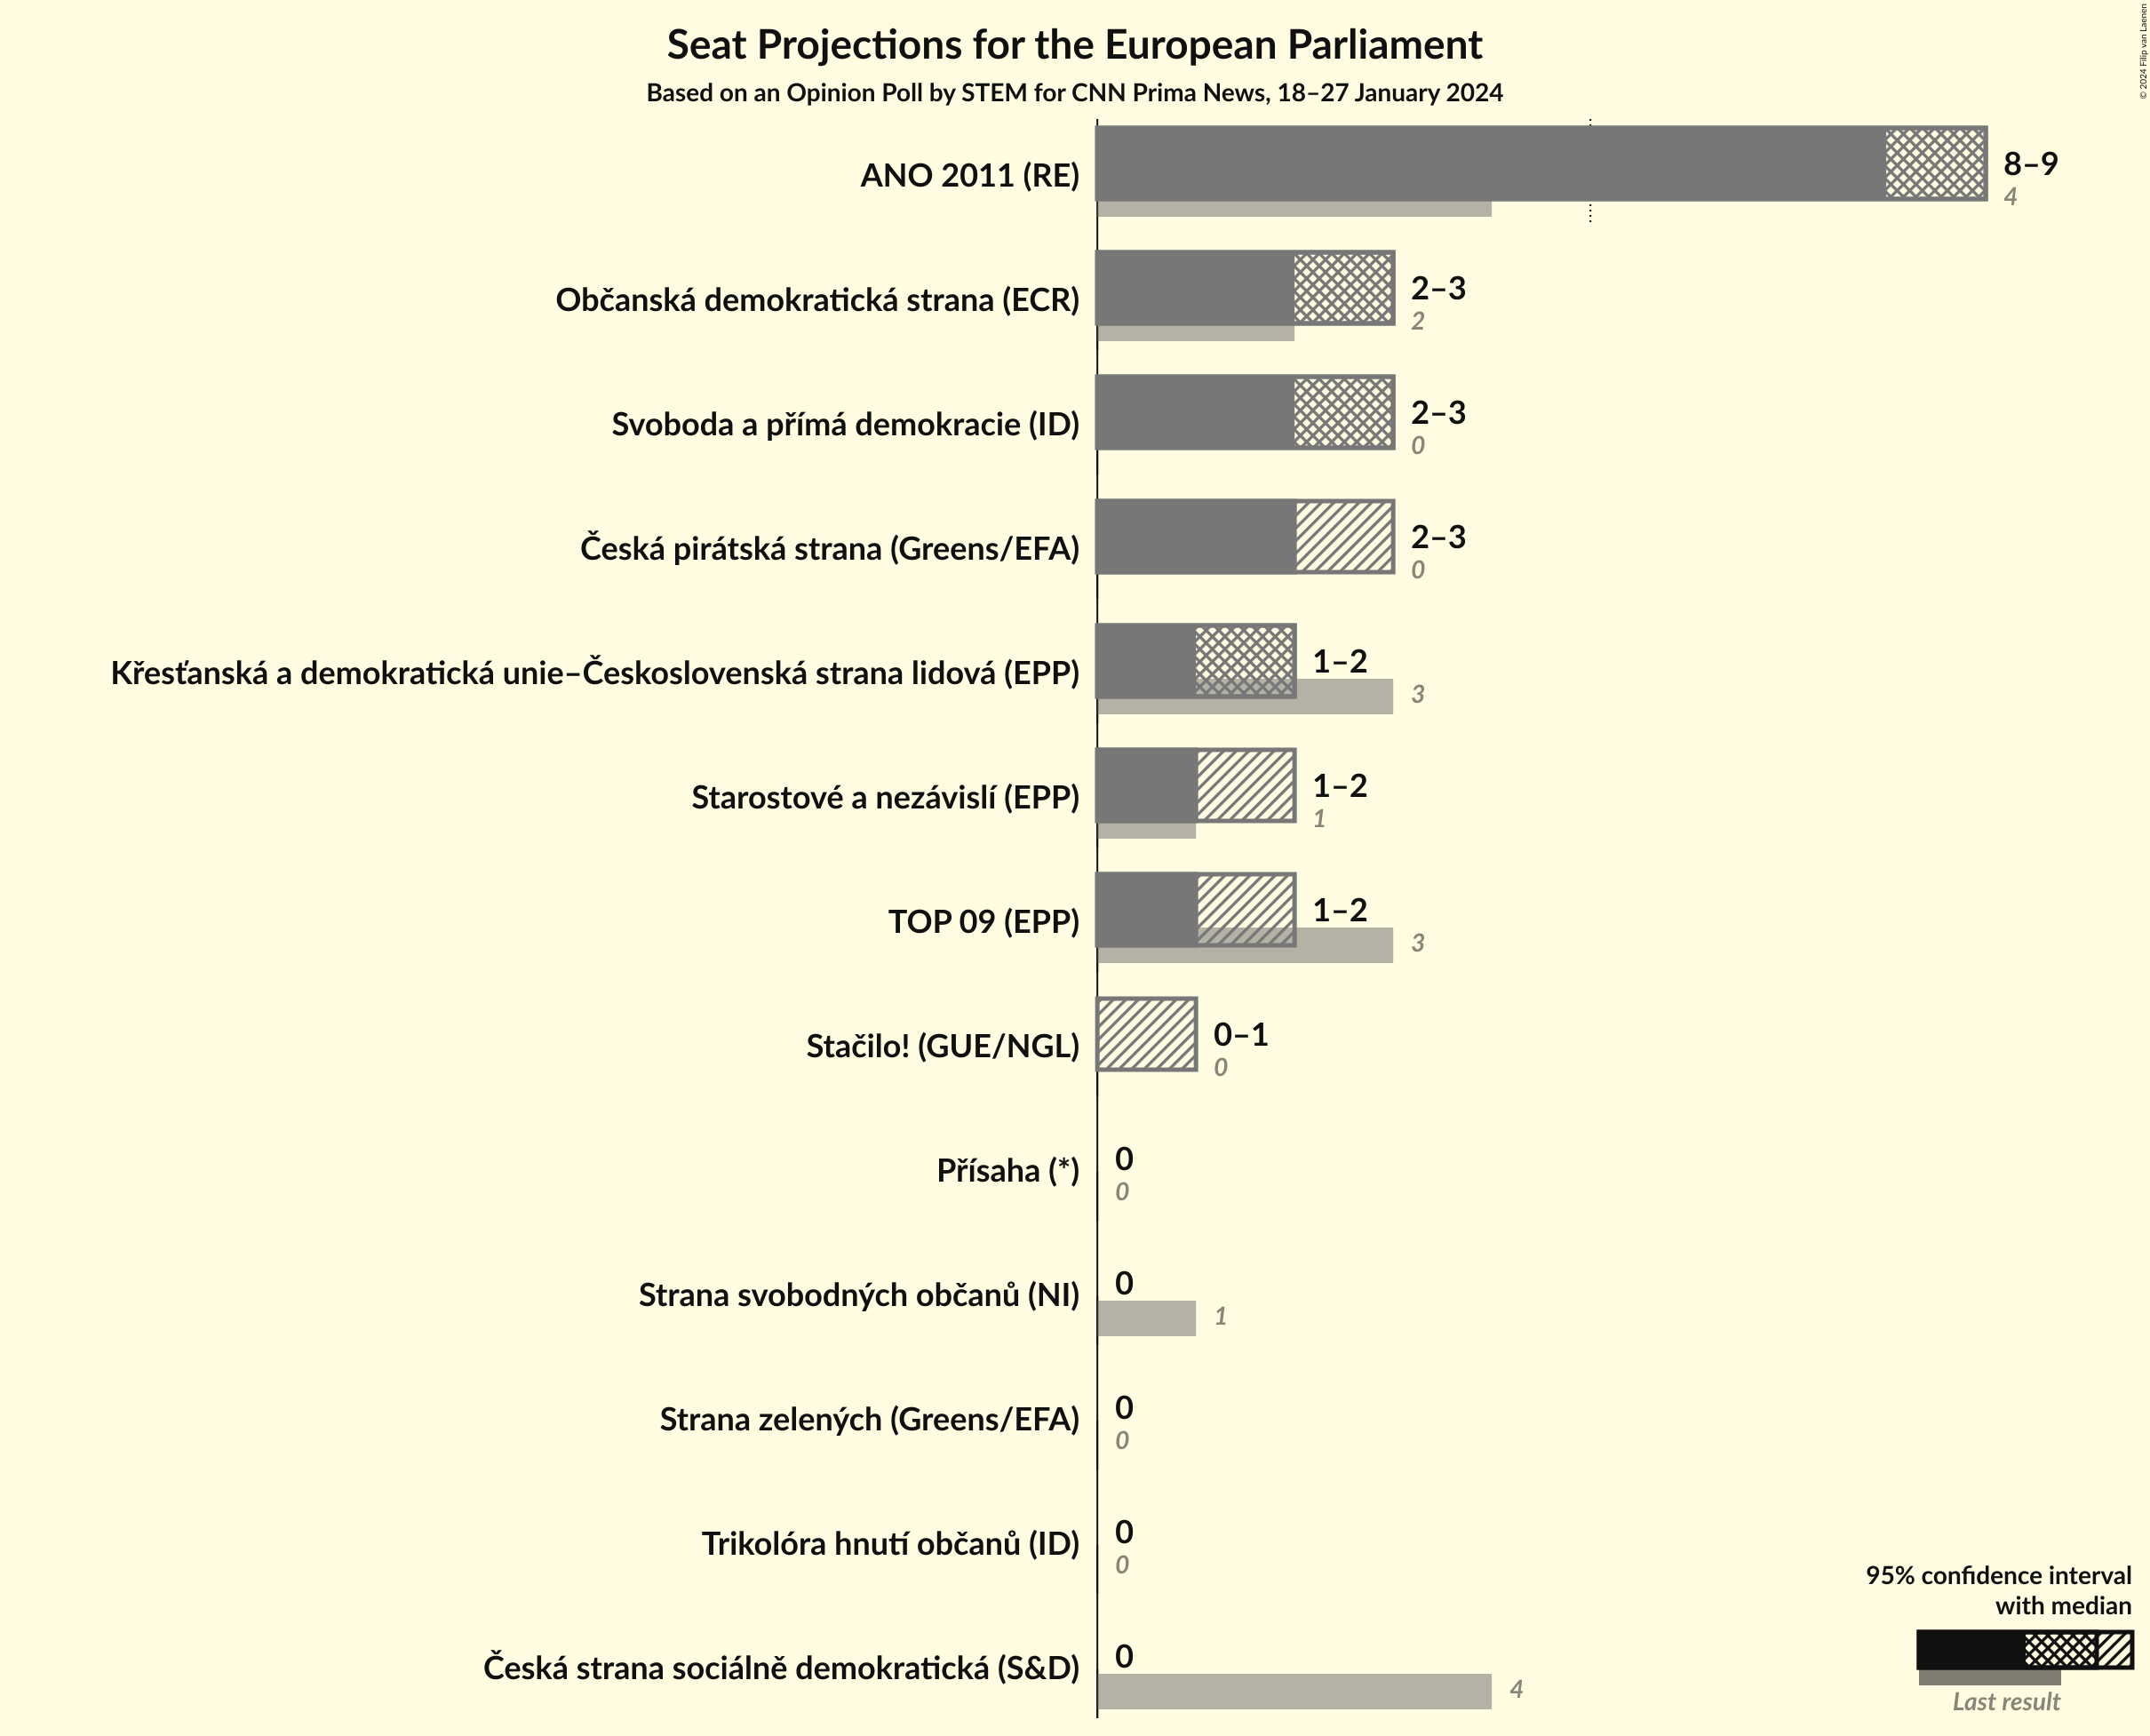 Seat Projections for the European Parliament
Based on an Opinion Poll by STEM for CNN Prima News, 18–27 January 2024
© 2024 Filip van Laenen
ANO 2011 (RE)
8–9
4
Občanská demokratická strana (ECR)
2–3
2
Svoboda a přímá demokracie (ID)
2–3
0
Česká pirátská strana (Greens/EFA)
2–3
0
Křesťanská a demokratická unie–Československá strana lidová (EPP)
1–2
3
Starostové a nezávislí (EPP)
1–2
1
TOP 09 (EPP)
1–2
3
Stačilo! (GUE/NGL)
0–1
0
Přísaha (*)
0
0
Strana svobodných občanů (NI)
0
1
Strana zelených (Greens/EFA)
0
0
Trikolóra hnutí občanů (ID)
0
0
Česká strana sociálně demokratická (S&D)
0
4
95% confidence interval
with median
Last result